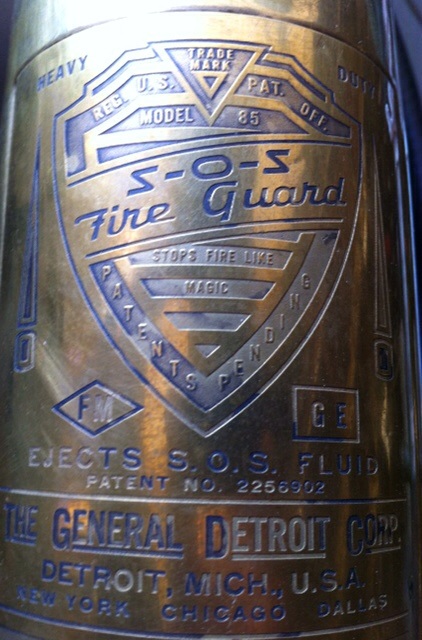 TRADE
MARK
HEAVY DUTY
REG. U.S. PAT. OFF.
MODEL 85
S-O-S
Fire Guard
STOPS FIRE LIKE
MAGIC
PATENTS PENDING
FM
GE
EJECTS S.O.S. FLUID
PATENT NO. 2256902
THE GENERAL DETROIT CORP.
DETROIT, MICH., U.S.A.
NEW YORK CHICAGO DALLAS